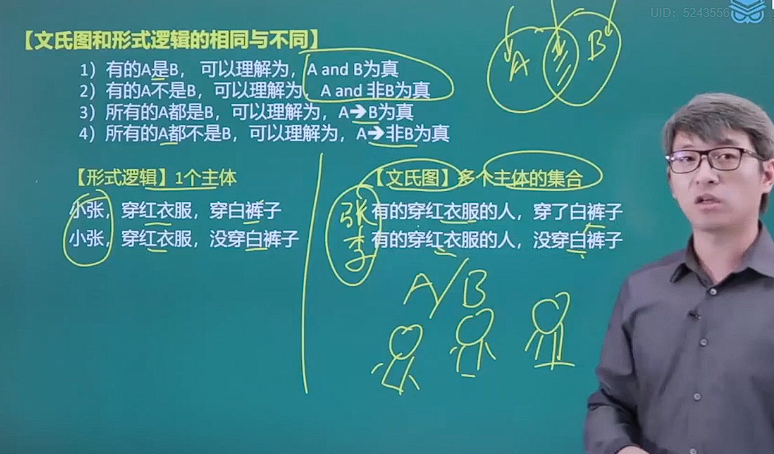 UID: 5243556
【文氏图和形式逻辑的相同与不同】
1）有的A是B， 可以理解为，A and B为真
2）有的A不是B，可以理解为，A and 非B为真
3）所有的A都是B，可以理解为，A➔B为真
4）所有的A都不是B，可以理解为，A➔非B为真
A B
【形式逻辑】1个主体
小张，穿红衣服，穿白裤子
小张，穿红衣服，没穿白裤子
【文氏图】多个主体的集合
张 有的穿红衣服的人，穿了白裤子
李 有的穿红衣服的人，没穿白裤子
A/B